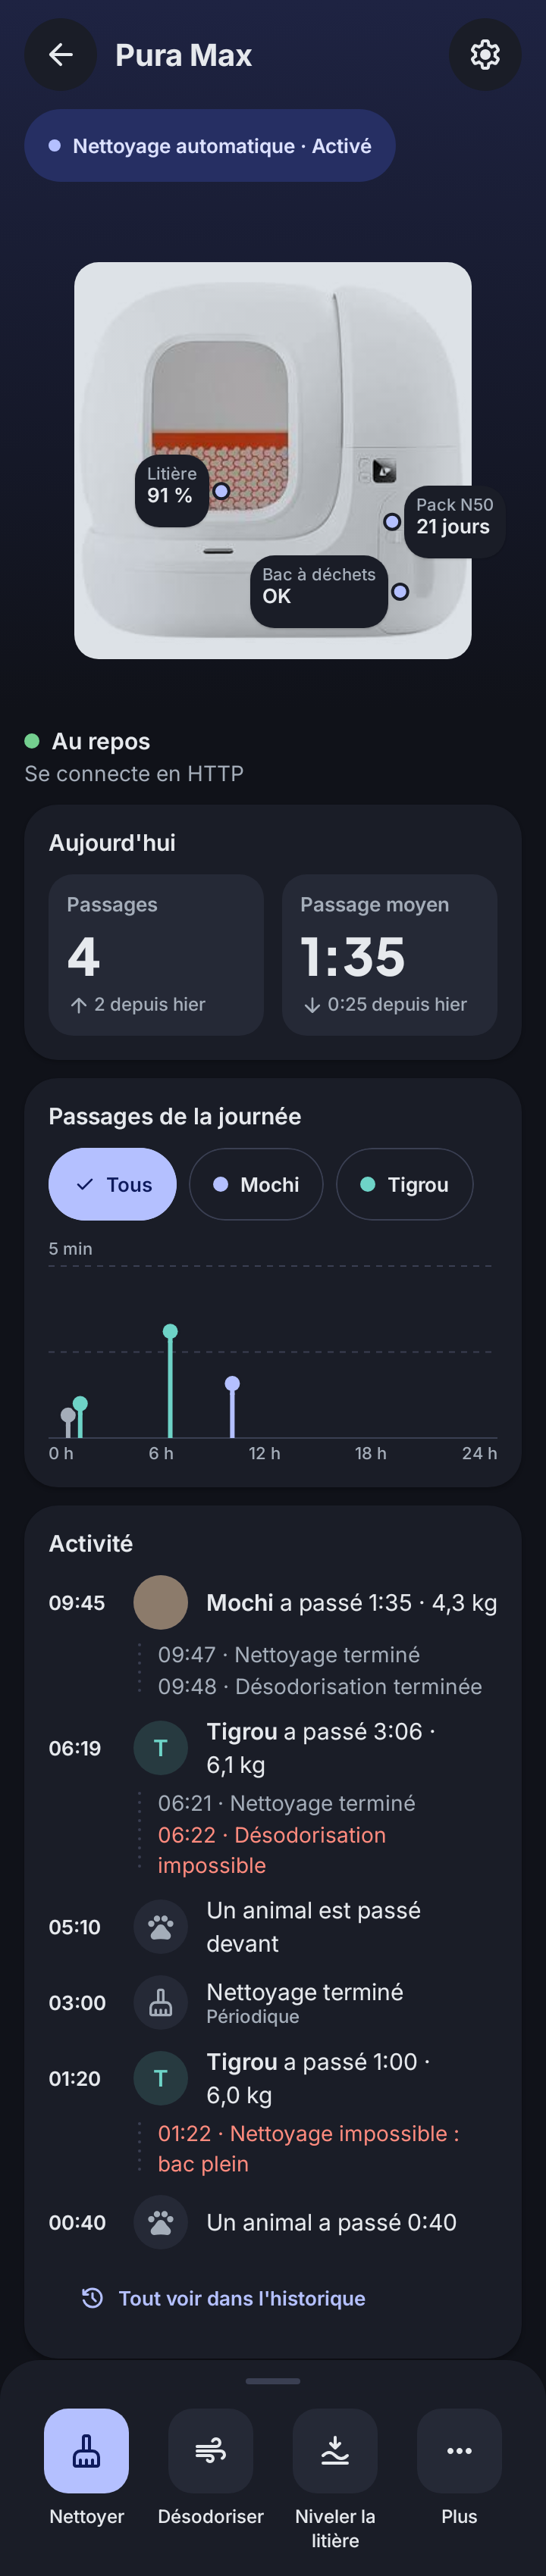 Pura Max
Nettoyage automatique · Activé
Litière
91 %
Pack N50
21 jours
Bac à déchets
OK
Au repos
Se connecte en HTTP
Aujourd'hui
Passages
4
↑ 2 depuis hier
Passage moyen
1:35
↓ 0:25 depuis hier
Passages de la journée
Tous
Mochi
Tigrou
5 min
0 h 6 h 12 h 18 h 24 h
Activité
09:45 Mochi a passé 1:35 · 4,3 kg
09:47 · Nettoyage terminé
09:48 · Désodorisation terminée
06:19 T Tigrou a passé 3:06 ·
6,1 kg
06:21 · Nettoyage terminé
06:22 · Désodorisation
impossible
05:10 Un animal est passé
devant
03:00 Nettoyage terminé
Périodique
01:20 T Tigrou a passé 1:00 ·
6,0 kg
01:22 · Nettoyage impossible :
bac plein
00:40 Un animal a passé 0:40
Tout voir dans l'historique
Nettoyer
Désodoriser
Niveler la
litière
Plus